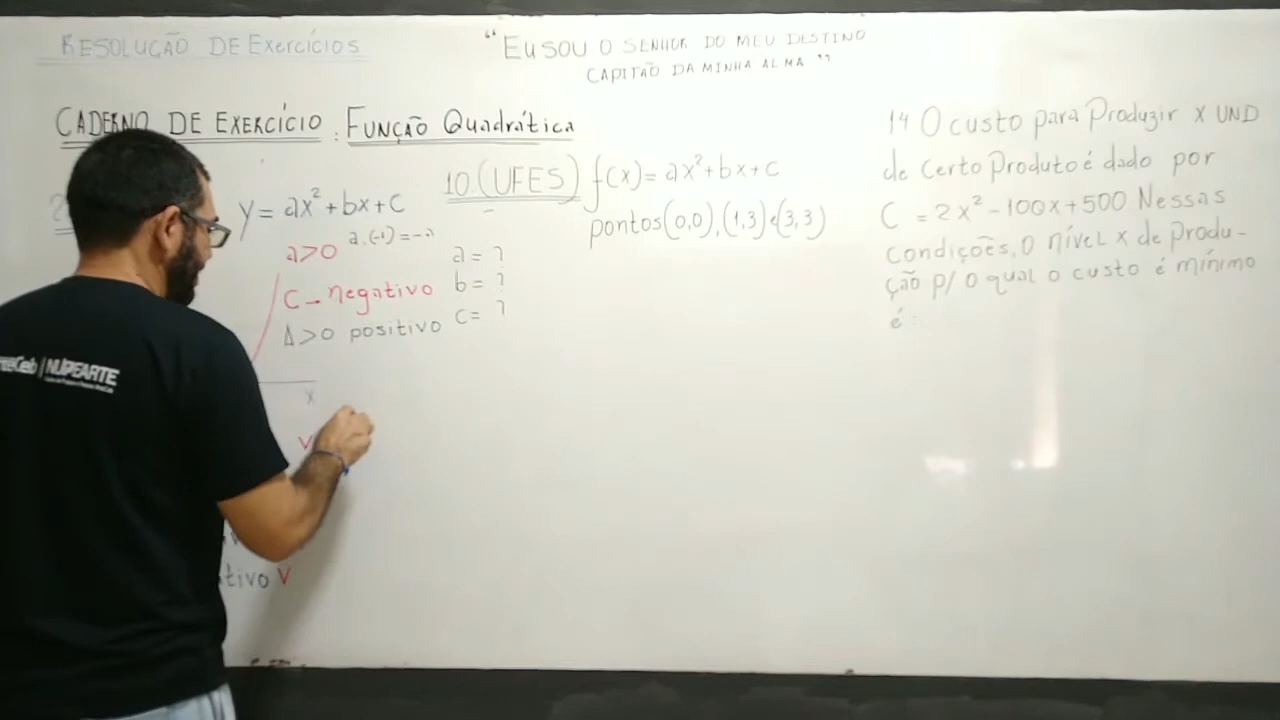 RESOLUÇÃO DE EXERCÍCIOS
"EU SOU O SENHOR DO MEU DESTINO
CAPITÃO DA MINHA ALMA"
CADERNO DE EXERCÍCIO : FUNÇÃO Quadrática
y = ax² + bx + c
a>0 a.(-1) = -a
C - negativo
Δ>0 positivo
x
V
tivo V
10 (UFES) f(x) = ax² + bx + c
pontos (0,0), (1,3) e (3,3)
a = ?
b = ?
c = ?
14 O custo para Produzir x UND
de Certo Produto é dado por
C = 2x² - 100x + 500 Nessas
condições, O nível x de produ-
ção p/ o qual o custo é mínimo
é:
NUPEARTE